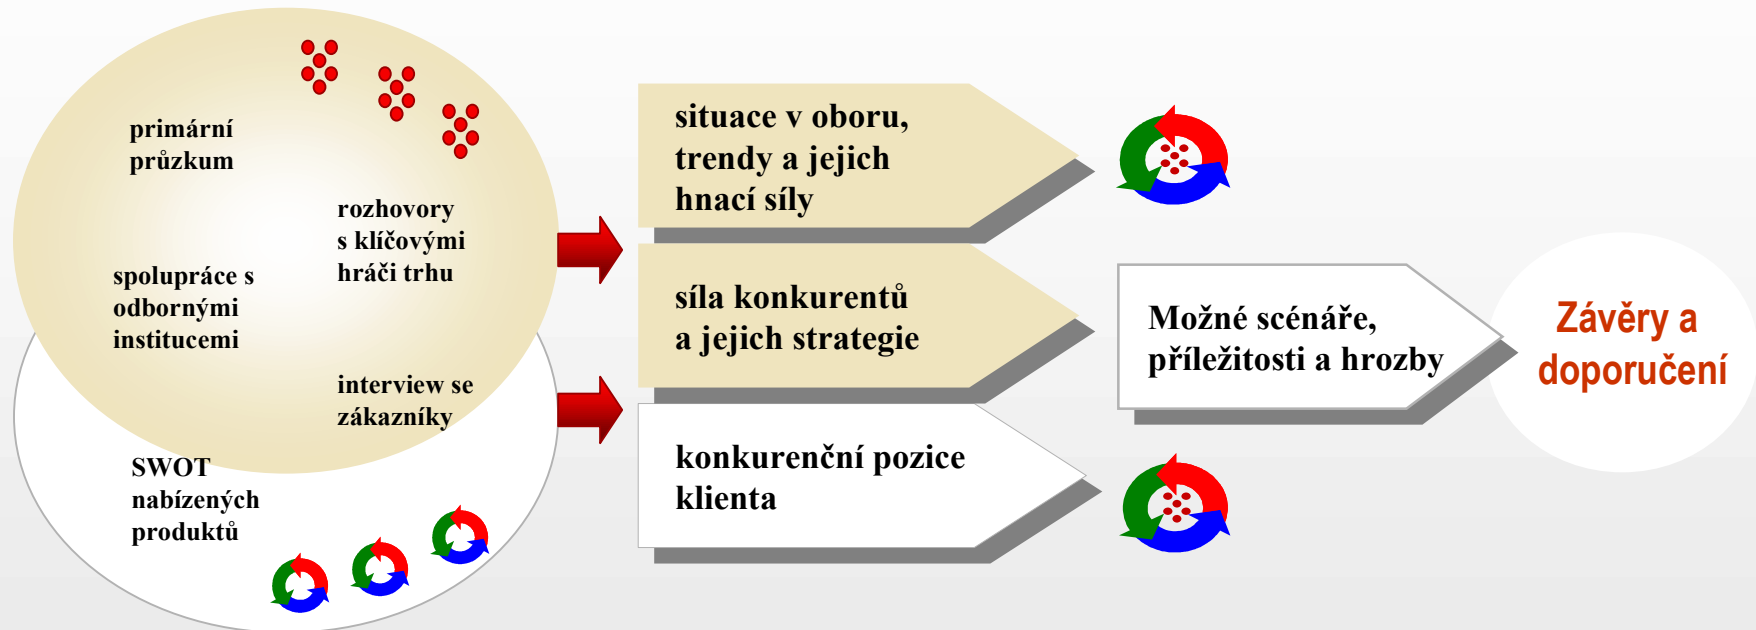 primární
průzkum
rozhovory
s klíčovými
hráči trhu
spolupráce s
odbornými
institucemi
interview se
zákazníky
SWOT
nabízených
produktů
situace v oboru,
trendy a jejich
hnací síly
síla konkurentů
a jejich strategie
konkurenční pozice
klienta
Možné scénáře,
příležitosti a hrozby
Závěry a
doporučení